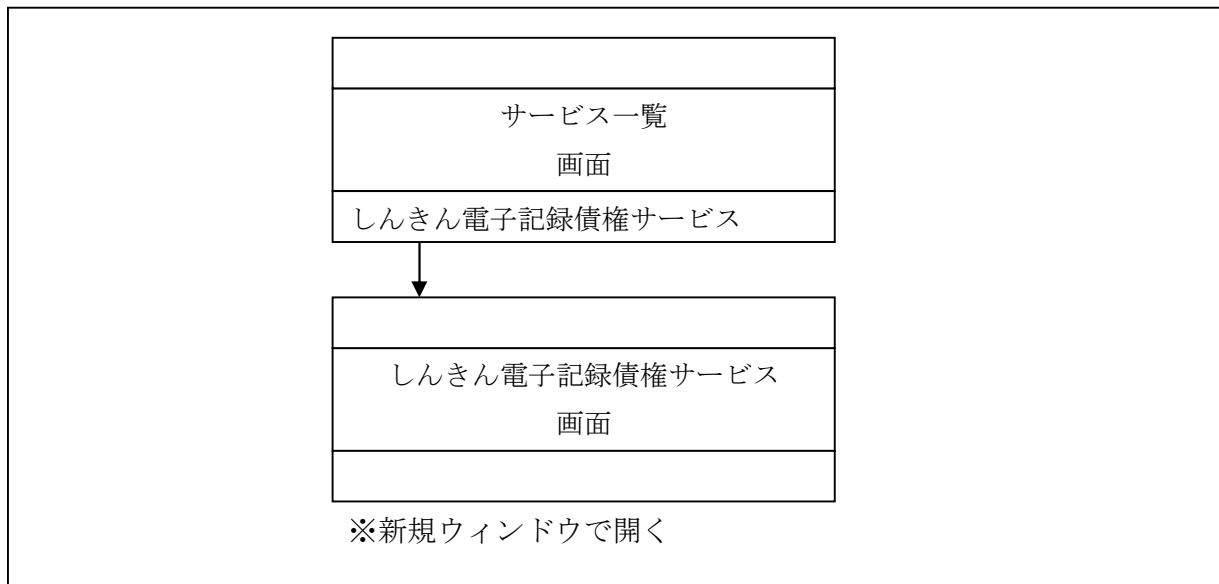 サービス一覧
画面
しんきん電子記録債権サービス
しんきん電子記録債権サービス
画面
※新規ウィンドウで開く